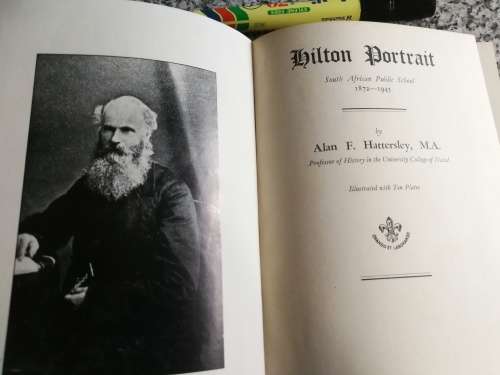 Hilton Portrait
South African Public School
1872—1945
by
Alan F. Hattersley, M.A.
Professor of History in the University College of Natal
Illustrated with Ten Plates